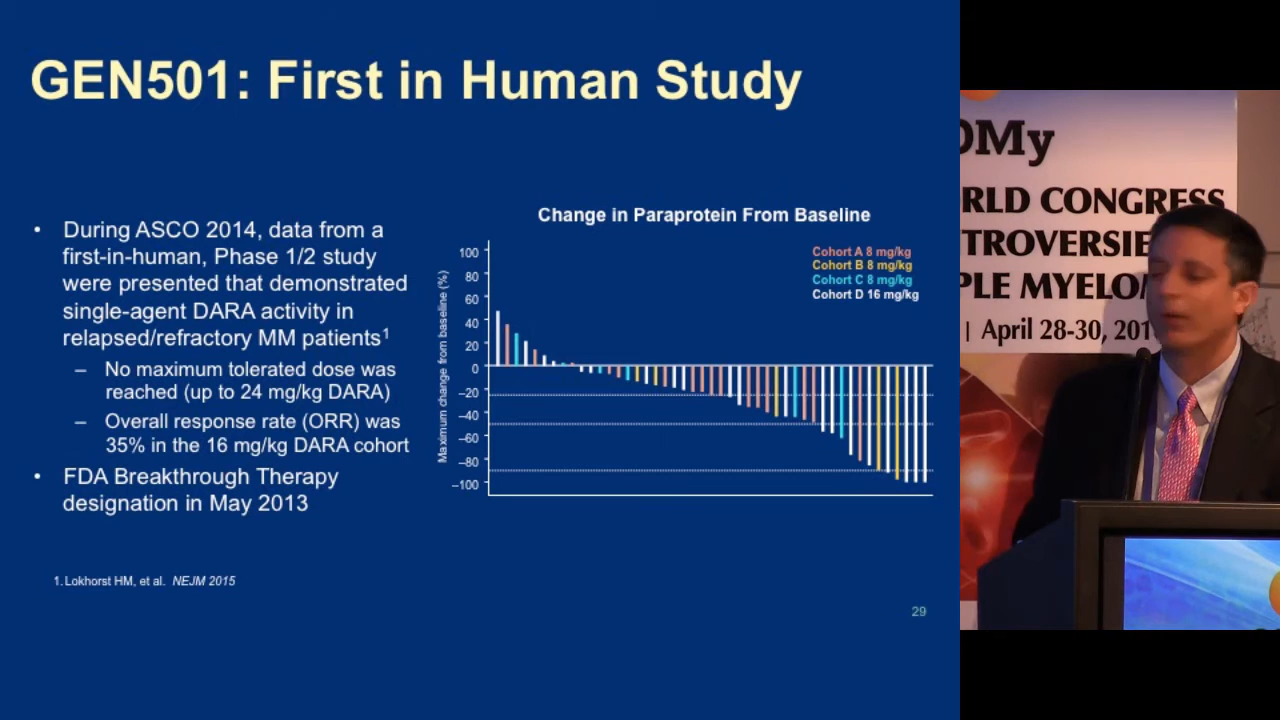 GEN501: First in Human Study
• During ASCO 2014, data from a
first-in-human, Phase 1/2 study
were presented that demonstrated
single-agent DARA activity in
relapsed/refractory MM patients1
– No maximum tolerated dose was
reached (up to 24 mg/kg DARA)
– Overall response rate (ORR) was
35% in the 16 mg/kg DARA cohort
• FDA Breakthrough Therapy
designation in May 2013
1. Lokhorst HM, et al. NEJM 2015
Change in Paraprotein From Baseline
Maximum change from baseline (%)
100
80
60
40
20
0
–20
–40
–60
–80
–100
Cohort A 8 mg/kg
Cohort B 8 mg/kg
Cohort C 8 mg/kg
Cohort D 16 mg/kg
29
OMy
RLD CONGRESS
TROVERSIE
PLE MYELO
| April 28-30, 201